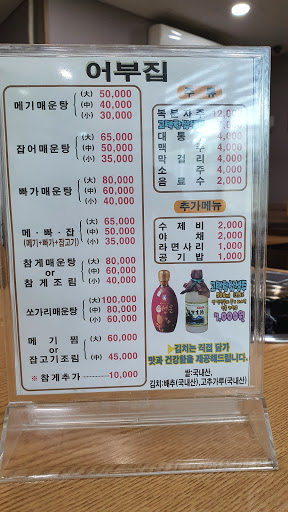 어부집
메기매운탕
(大) 50,000
(中) 40,000
(小) 30,000
잡어매운탕
(大) 65,000
(中) 50,000
(小) 35,000
빠가매운탕
(大) 80,000
(中) 60,000
(小) 40,000
메·빠·잡
(메기+빠가+잡고기)
(大) 65,000
(中) 50,000
(小) 35,000
참게매운탕
or
참게조림
(大) 80,000
(中) 60,000
(小) 40,000
쏘가리매운탕
(大) 100,000
(中) 80,000
(小) 60,000
메기찜
or
잡고기조림
(大) 60,000
(中) 45,000
※ 참게추가 10,000
복분자주 12,000
대통 4,000
맥주 4,000
막걸리 4,000
소주 4,000
음료수 2,000
추가메뉴
수제비 2,000
야채 2,000
라면사리 1,000
공기밥 1,000
7,000원
▶김치는 직접 담가
맛과 건강함을 제공해드립니다.
쌀:국내산,
김치:배추(국내산),고추가루(국내산)